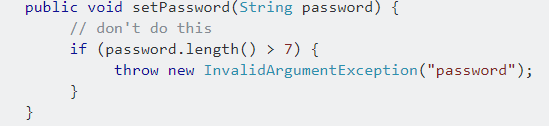 public void setPassword(String password) {
    // don't do this
    if (password.length() > 7) {
        throw new InvalidArgumentException("password");
    }
}